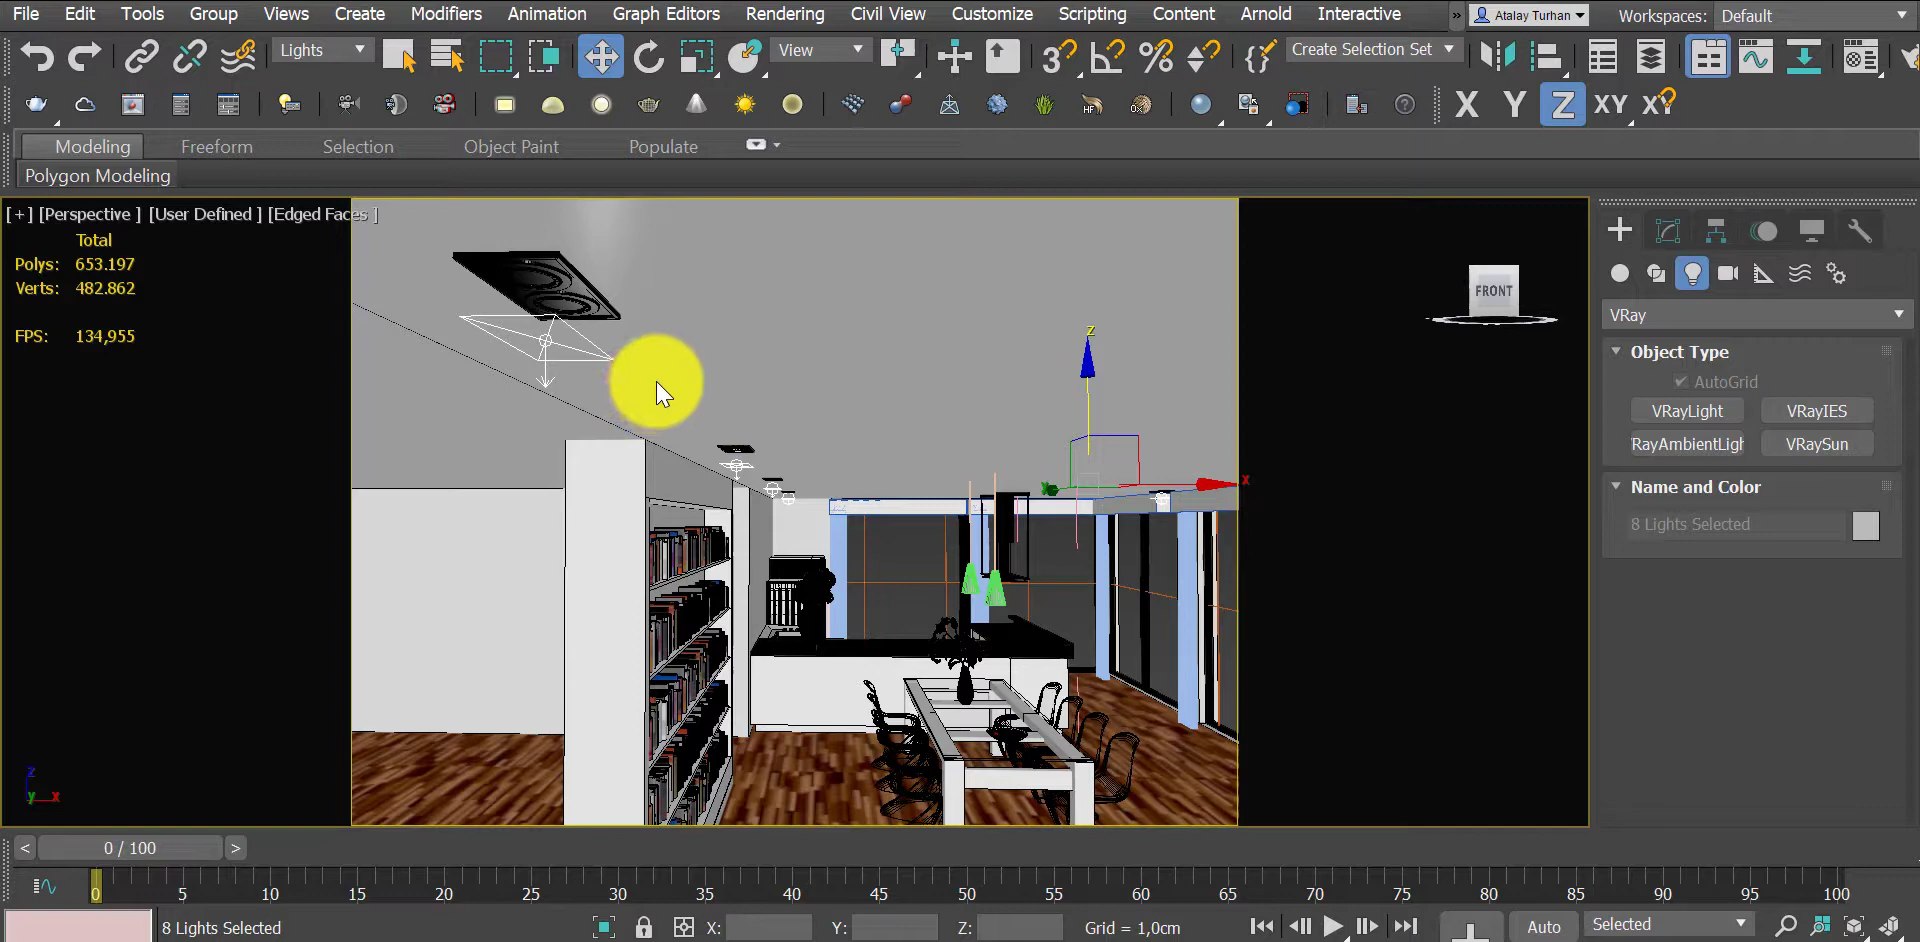 File Edit Tools Group Views Create Modifiers Animation Graph Editors Rendering Civil View Customize Scripting Content Arnold Interactive » Atalay Turhan Workspaces: Default
Lights View 3 % Create Selection Set
X Y Z XY XY
Modeling Freeform Selection Object Paint Populate
Polygon Modeling
[+] [Perspective ] [User Defined ] [Edged Faces ]
Total
Polys: 653.197
Verts: 482.862
FPS: 134,955
FRONT
z
x
VRay
Object Type
AutoGrid
VRayLight VRayIES
RayAmbientLigh VRaySun
Name and Color
8 Lights Selected
z
y x
< 0 / 100 >
0 5 10 15 20 25 30 35 40 45 50 55 60 65 70 75 80 85 90 95 100
8 Lights Selected X: Y: Z: Grid = 1,0cm Auto Selected